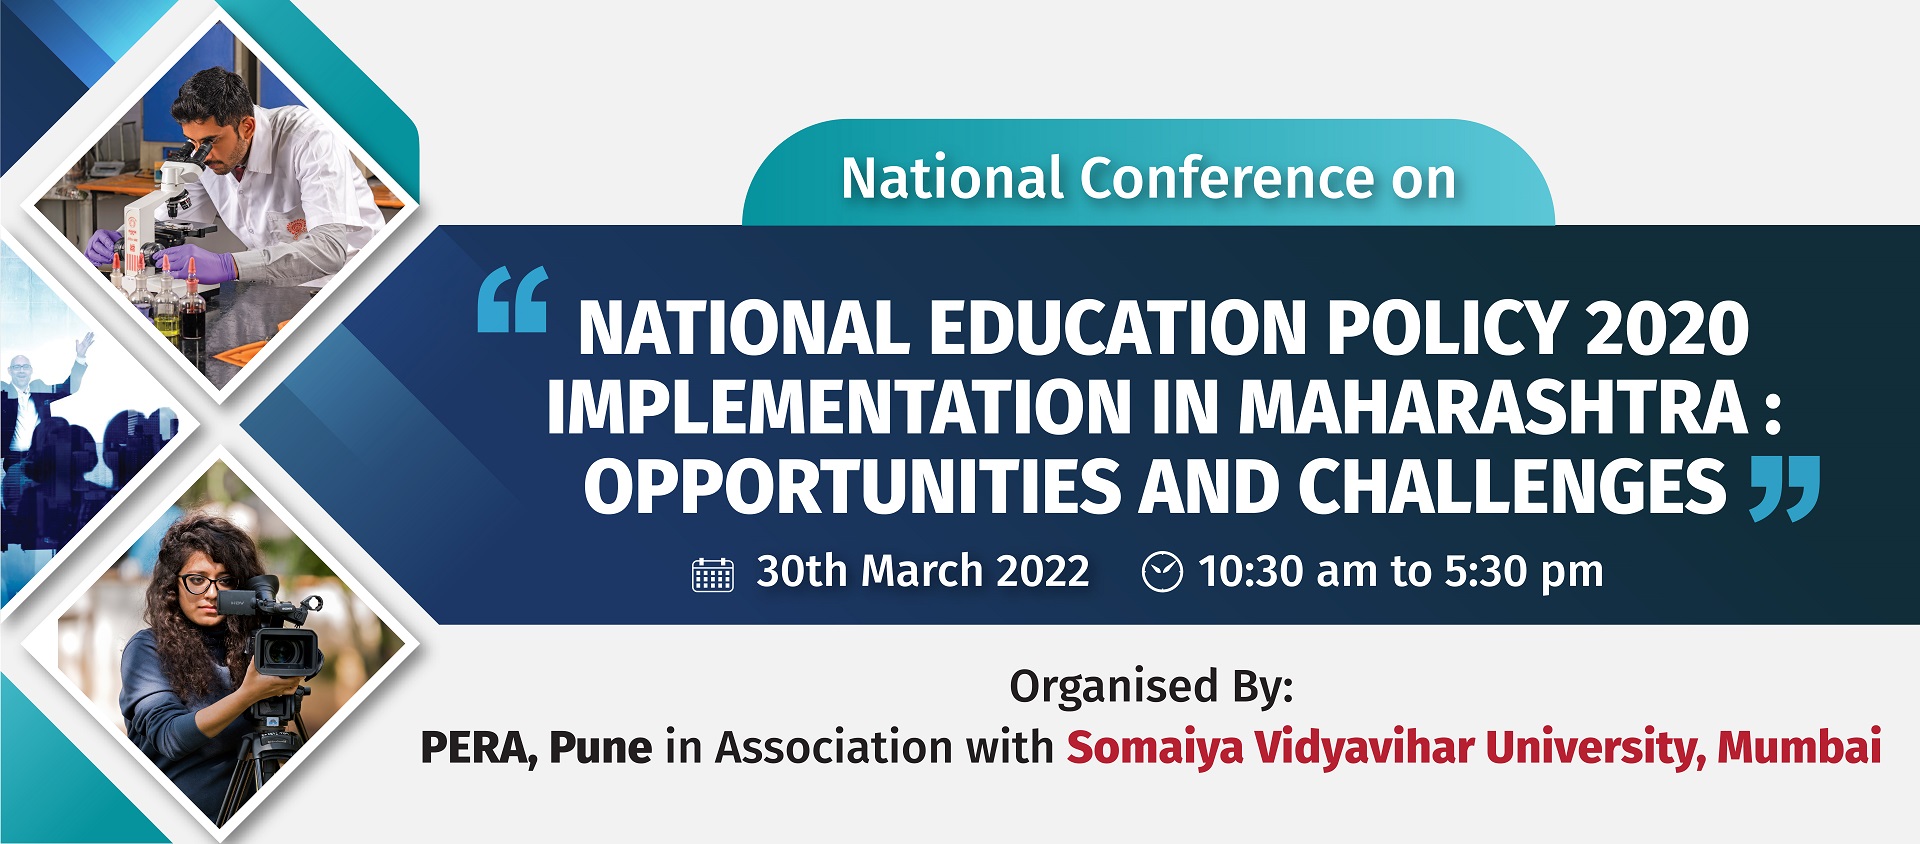 National Conference on
“ NATIONAL EDUCATION POLICY 2020
IMPLEMENTATION IN MAHARASHTRA :
OPPORTUNITIES AND CHALLENGES ”
30th March 2022 10:30 am to 5:30 pm
Organised By:
PERA, Pune in Association with Somaiya Vidyavihar University, Mumbai